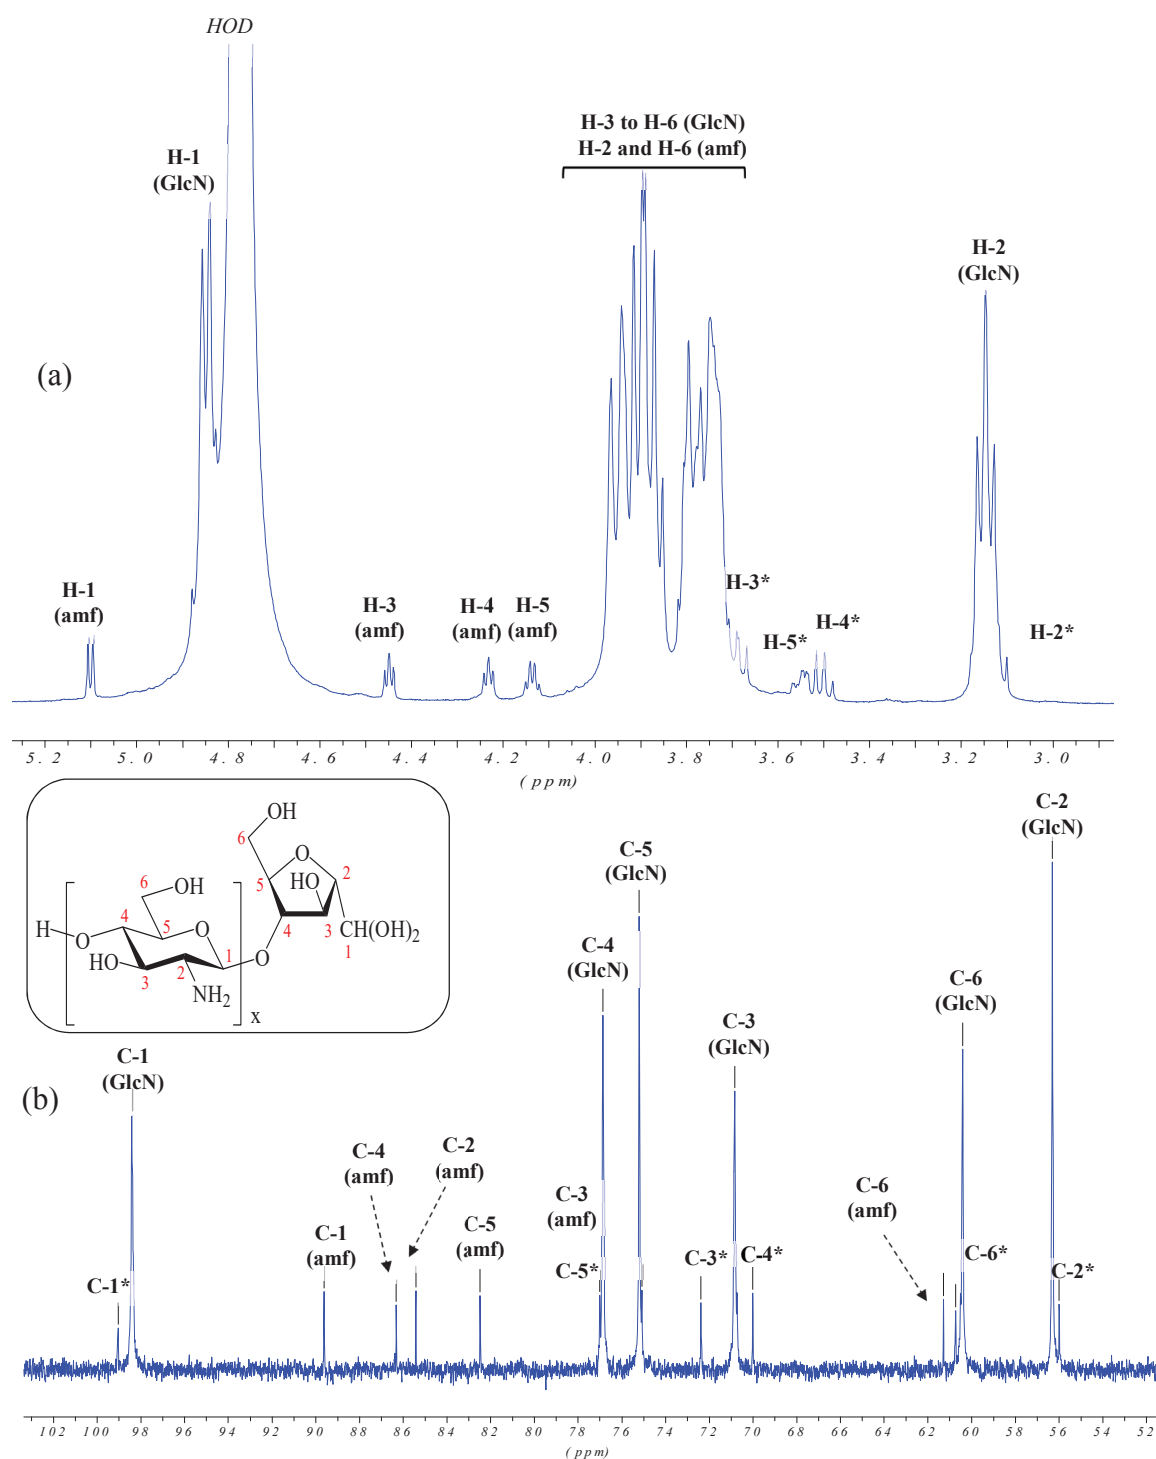 HOD
H-1
(GlcN)
H-3 to H-6 (GlcN)
H-2 and H-6 (amf)
H-2
(GlcN)
(a)
H-1
(amf)
H-3
(amf)
H-4
(amf)
H-5
(amf)
H-3*
H-5*
H-4*
H-2*
5.2 5.0 4.8 4.6 4.4 4.2 4.0 3.8 3.6 3.4 3.2 3.0
(ppm)
OH
6
O
HO
5
2
4
3
CH(OH)2
1
6
OH
4
5
O
H
O
HO
3
2
1
NH2
O
x
C-2
(GlcN)
C-5
(GlcN)
C-4
(GlcN)
C-6
(GlcN)
C-3
(GlcN)
C-1
(GlcN)
(b)
C-4
(amf)
C-2
(amf)
C-3
(amf)
C-6
(amf)
C-1
(amf)
C-5
(amf)
C-1*
C-5*
C-3*
C-4*
C-6*
C-2*
102 100 98 96 94 92 90 88 86 84 82 80 78 76 74 72 70 68 66 64 62 60 58 56 54 52
(ppm)